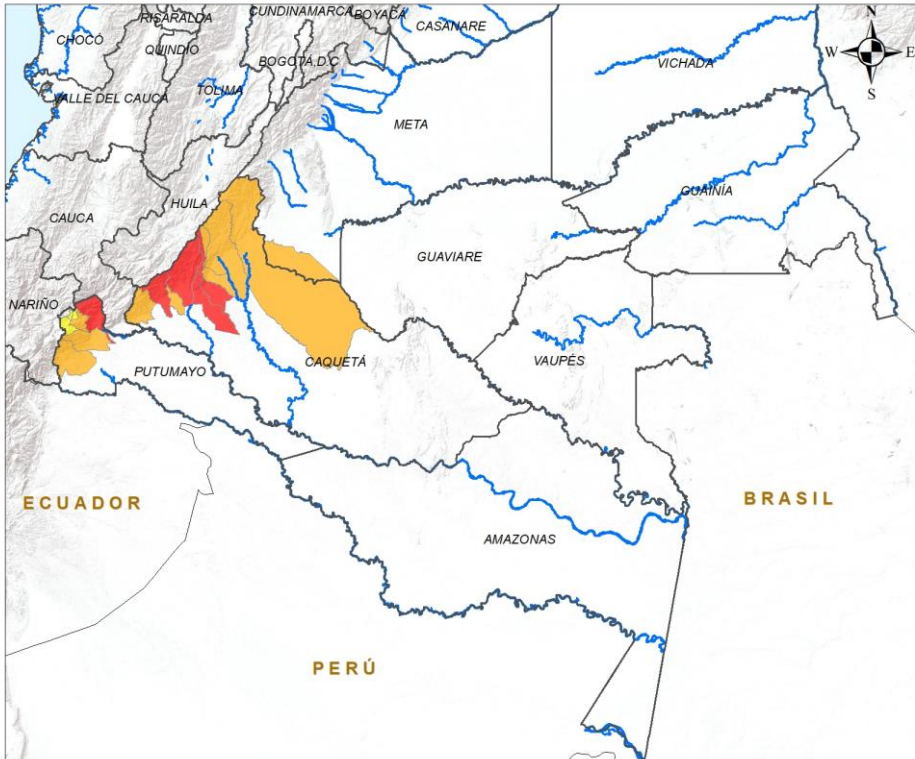 CUNDINAMARCA
BOYACÁ
RISARALDA
CASANARE
N
CHOCÓ
QUINDIO
BOGOTÁ D.C
VICHADA
W
E
S
VALLE DEL CAUCA
TOLIMA
META
HUILA
GUAINÍA
CAUCA
GUAVIARE
NARIÑO
CAQUETÁ
VAUPÉS
PUTUMAYO
ECUADOR
BRASIL
AMAZONAS
PERÚ